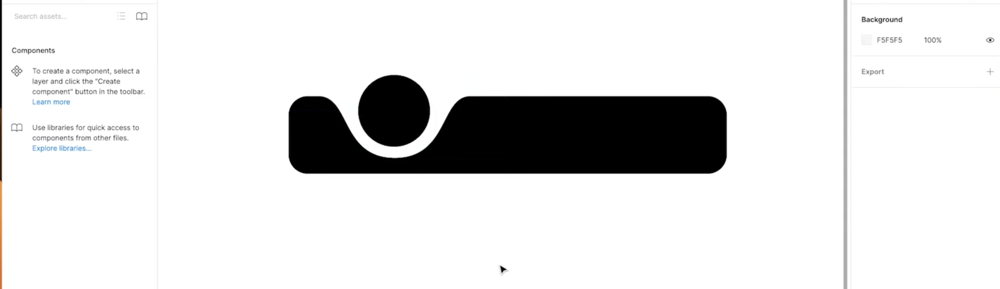 Search assets...
Components
To create a component, select a
layer and click the "Create
component" button in the toolbar.
Learn more
Use libraries for quick access to
components from other files.
Explore libraries...
Background
F5F5F5 100%
Export